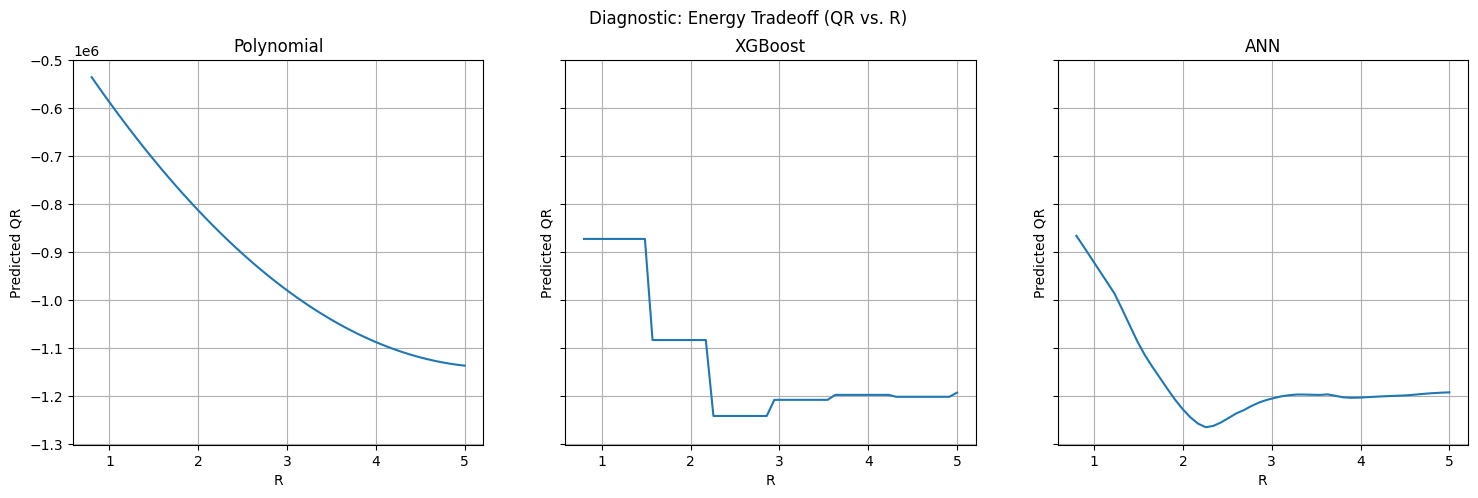 Diagnostic: Energy Tradeoff (QR vs. R)
Polynomial
1e6
−0.5
−0.6
−0.7
−0.8
−0.9
−1.0
−1.1
−1.2
−1.3
Predicted QR
1 2 3 4 5
R
XGBoost
Predicted QR
1 2 3 4 5
R
ANN
Predicted QR
1 2 3 4 5
R